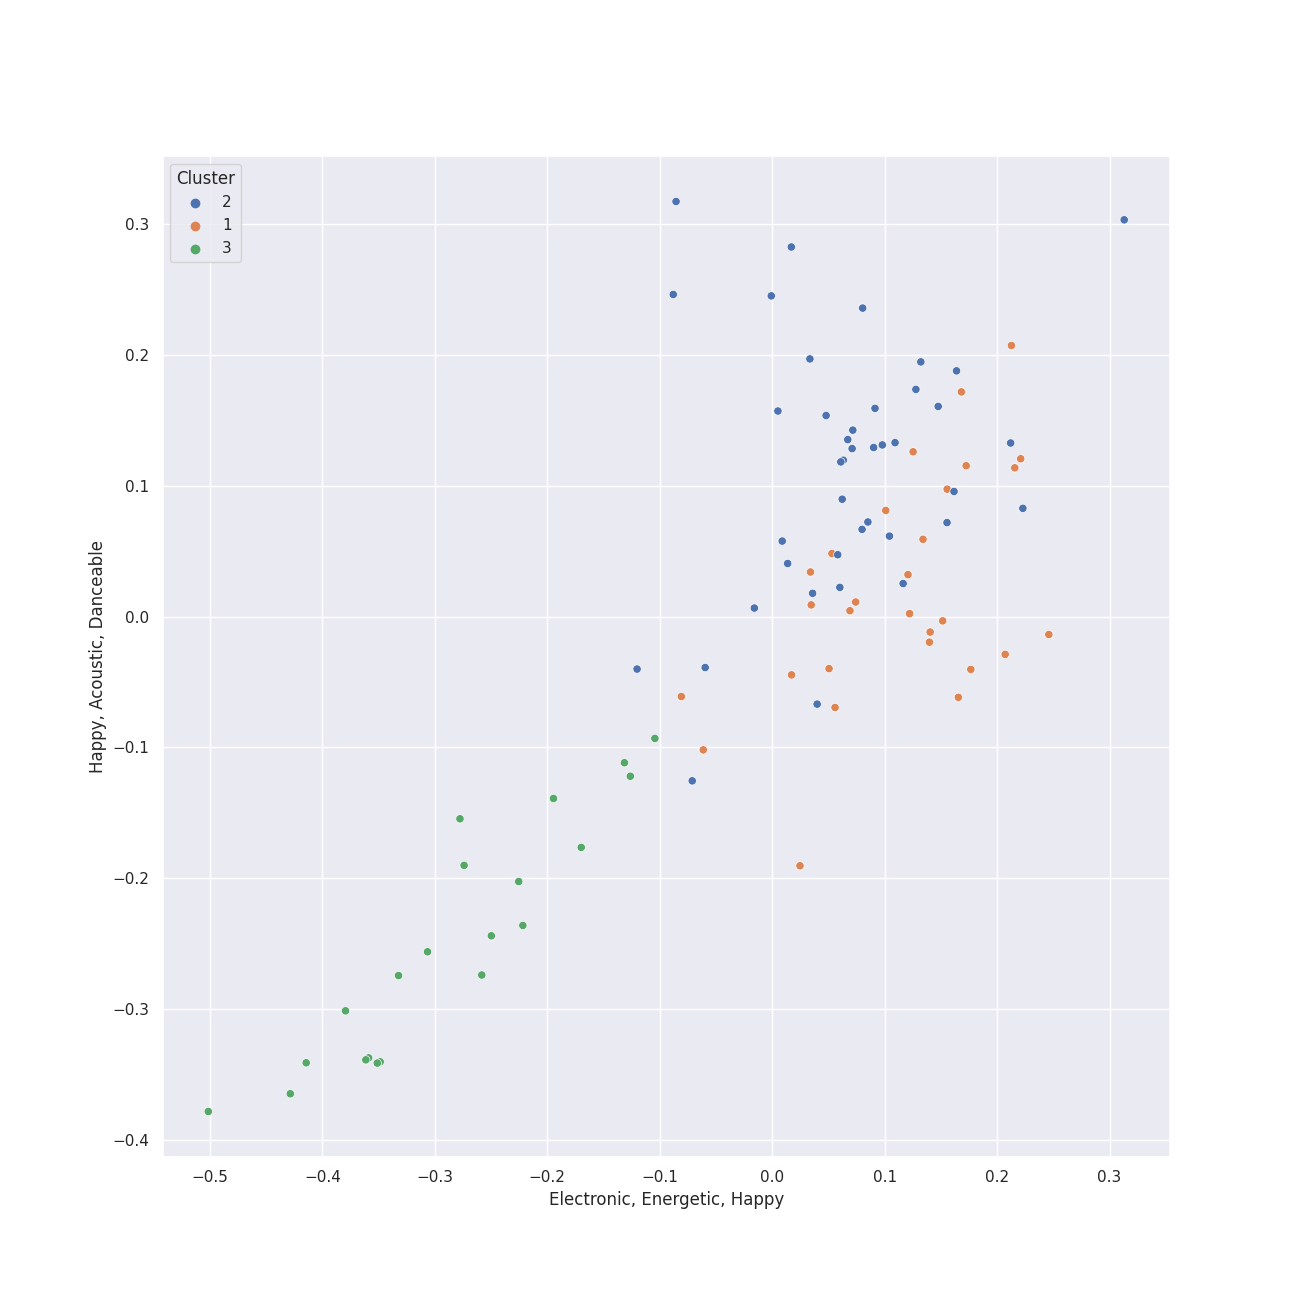 Cluster
2
1
3
0.3
0.2
0.1
0.0
−0.1
−0.2
−0.3
−0.4
Happy, Acoustic, Danceable
−0.5 −0.4 −0.3 −0.2 −0.1 0.0 0.1 0.2 0.3
Electronic, Energetic, Happy